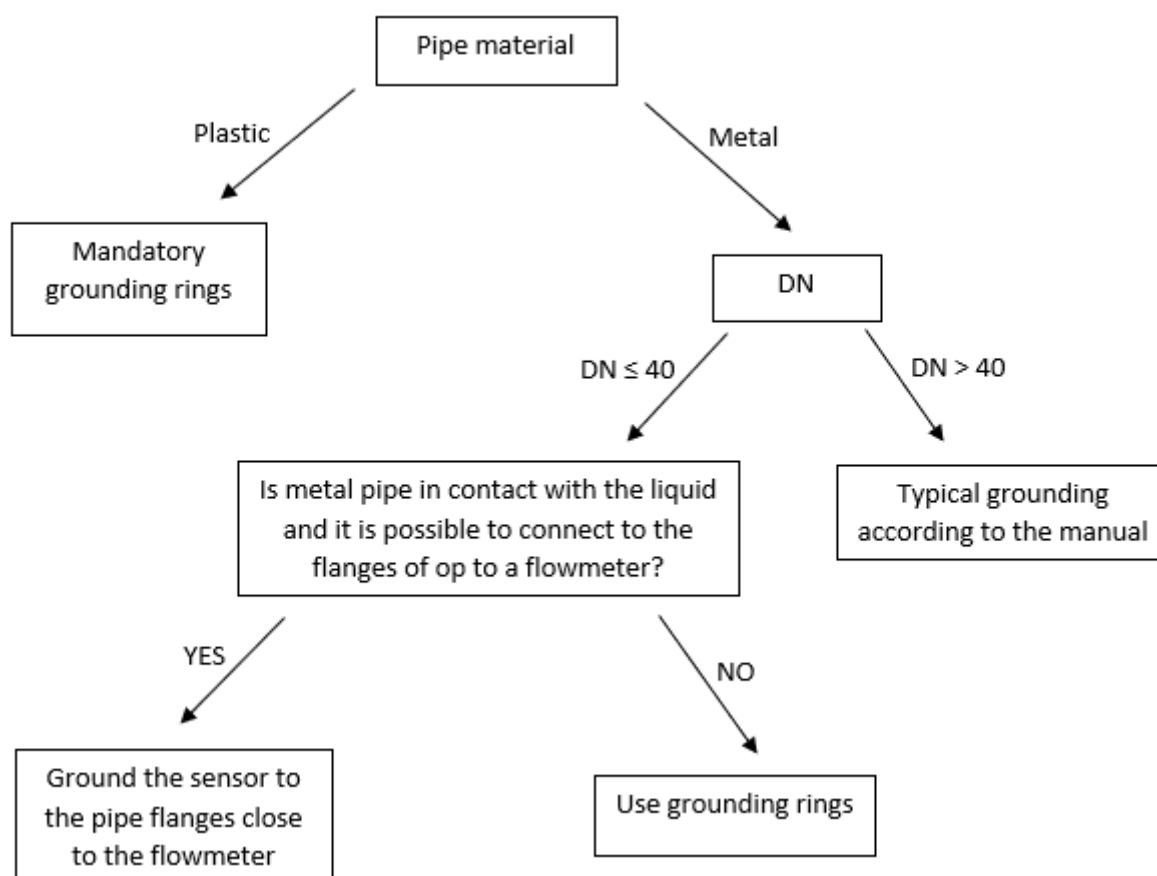 Pipe material
Plastic
Metal
Mandatory
grounding rings
DN
DN ≤ 40
DN > 40
Is metal pipe in contact with the liquid
and it is possible to connect to the
flanges of op to a flowmeter?
Typical grounding
according to the manual
YES
NO
Ground the sensor to
the pipe flanges close
to the flowmeter
Use grounding rings